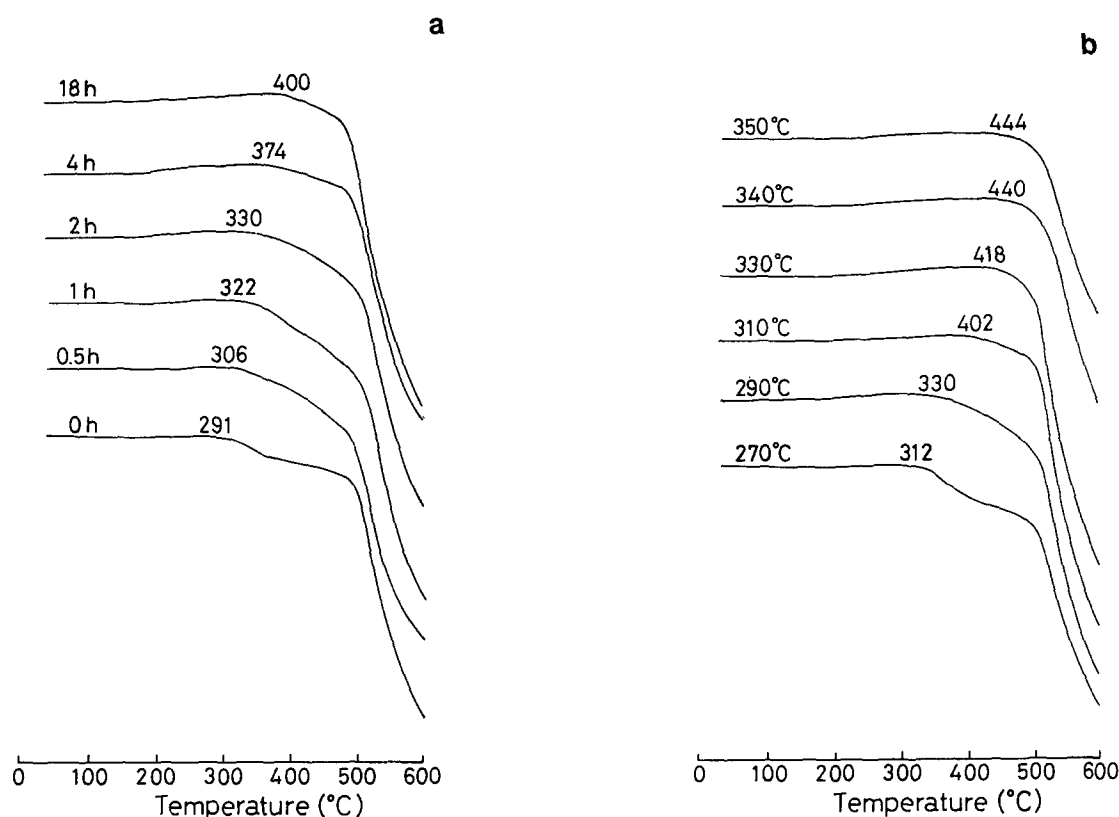 a
18 h 400
4 h 374
2 h 330
1 h 322
0.5 h 306
0 h 291
0 100 200 300 400 500 600
Temperature (°C)
b
350°C 444
340°C 440
330°C 418
310°C 402
290°C 330
270°C 312
0 100 200 300 400 500 600
Temperature (°C)